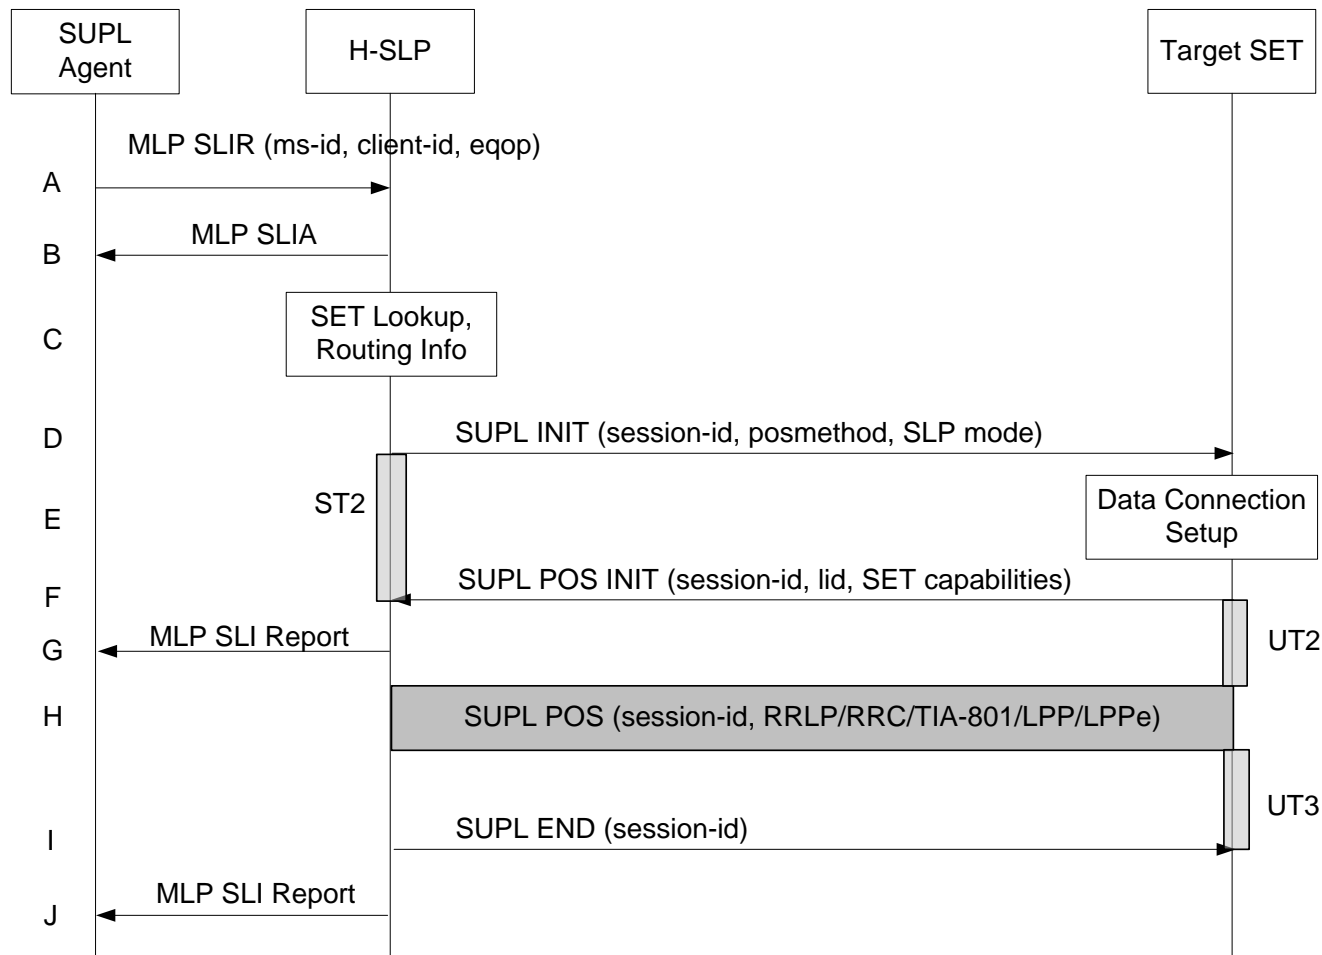 SUPL
Agent
H-SLP
Target SET
MLP SLIR (ms-id, client-id, eqop)
A
MLP SLIA
B
SET Lookup,
Routing Info
C
D
SUPL INIT (session-id, posmethod, SLP mode)
ST2
E
Data Connection
Setup
SUPL POS INIT (session-id, lid, SET capabilities)
F
MLP SLI Report
G
UT2
H
SUPL POS (session-id, RRLP/RRC/TIA-801/LPP/LPPe)
UT3
SUPL END (session-id)
I
MLP SLI Report
J